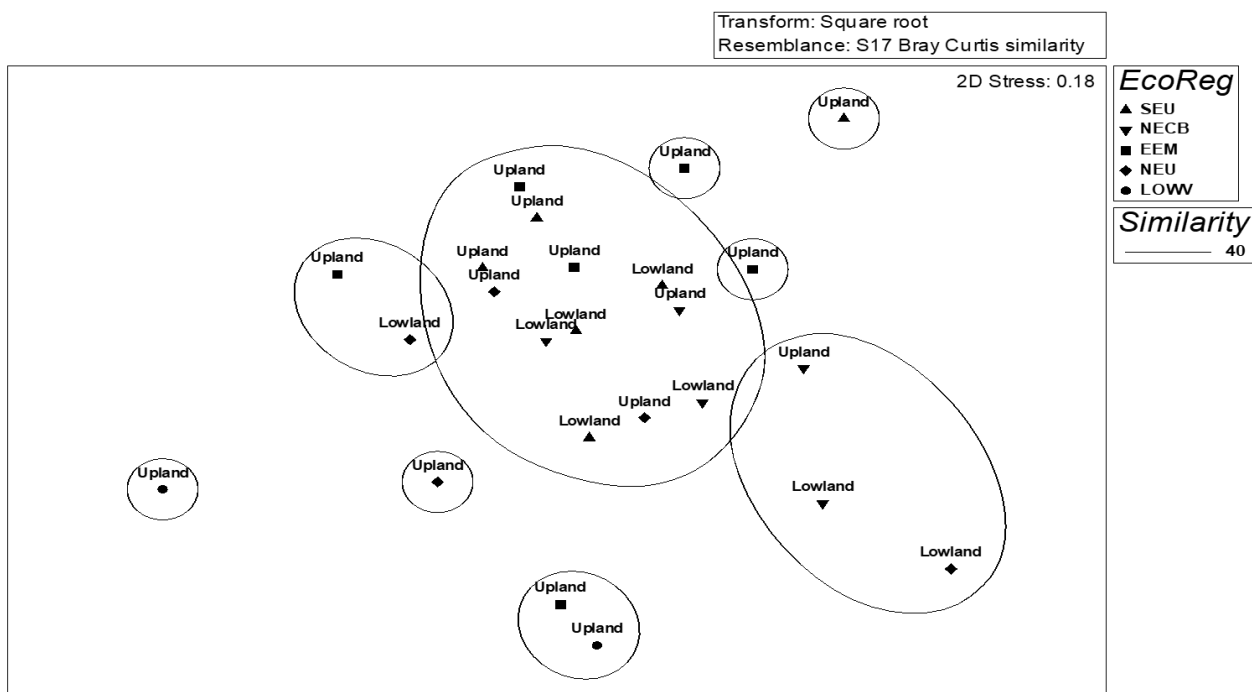 Transform: Square root
Resemblance: S17 Bray Curtis similarity
2D Stress: 0.18
EcoReg
SEU
NECB
EEM
NEU
LOWV
Similarity
40
Upland
Upland
Upland
Upland
Upland
Upland
Upland
Upland
Lowland
Upland
Upland
Lowland
Lowland
Lowland
Upland
Lowland
Upland
Lowland
Upland
Upland
Lowland
Lowland
Upland
Upland